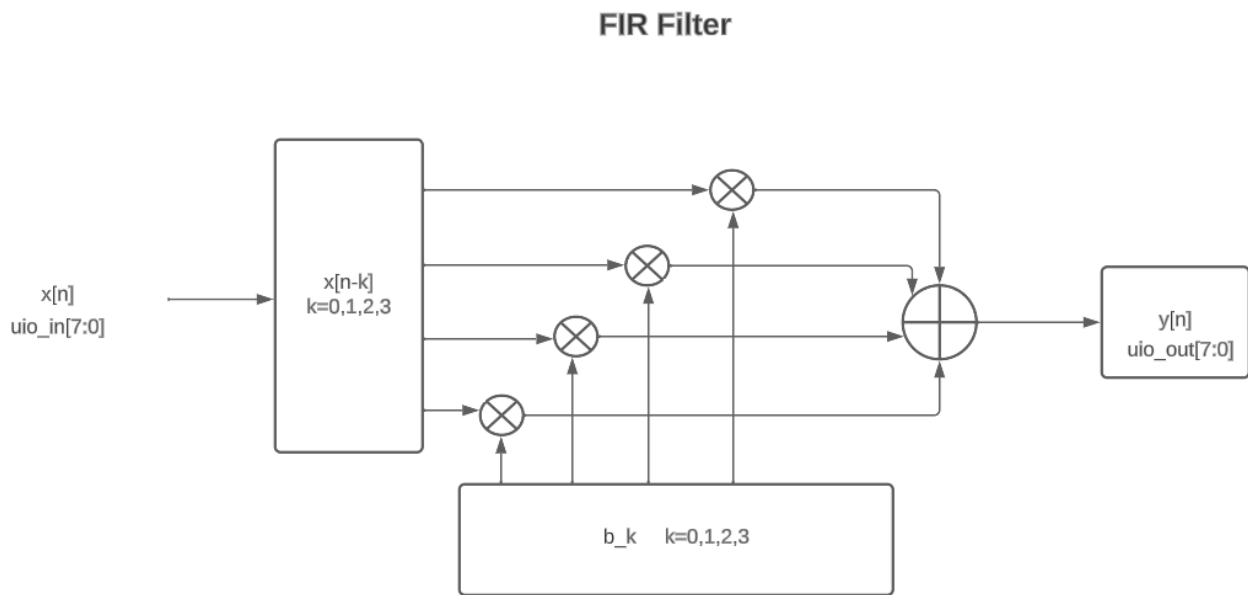 FIR Filter
x[n]
uio_in[7:0]
x[n-k]
k=0,1,2,3
y[n]
uio_out[7:0]
b_k k=0,1,2,3